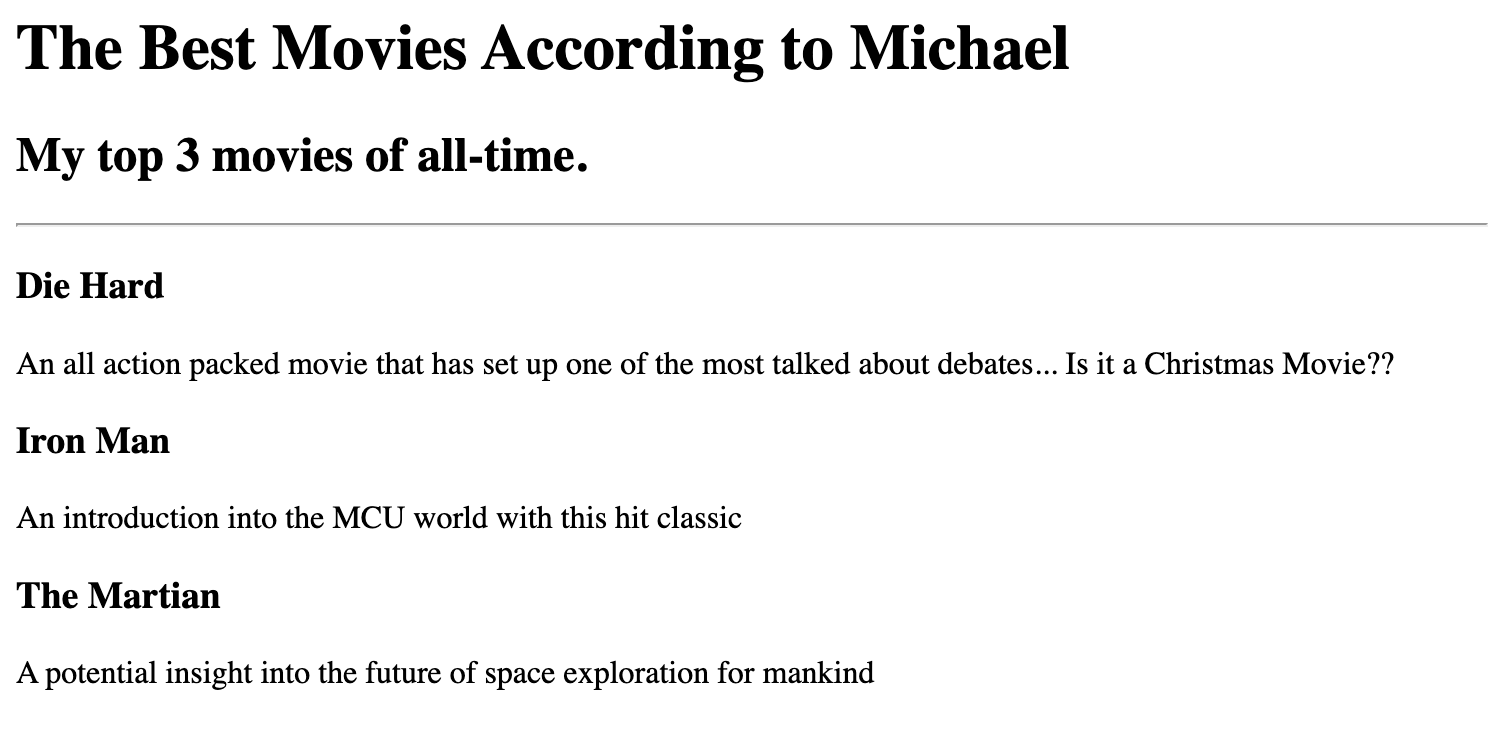 The Best Movies According to Michael
My top 3 movies of all-time.
Die Hard
An all action packed movie that has set up one of the most talked about debates... Is it a Christmas Movie??
Iron Man
An introduction into the MCU world with this hit classic
The Martian
A potential insight into the future of space exploration for mankind